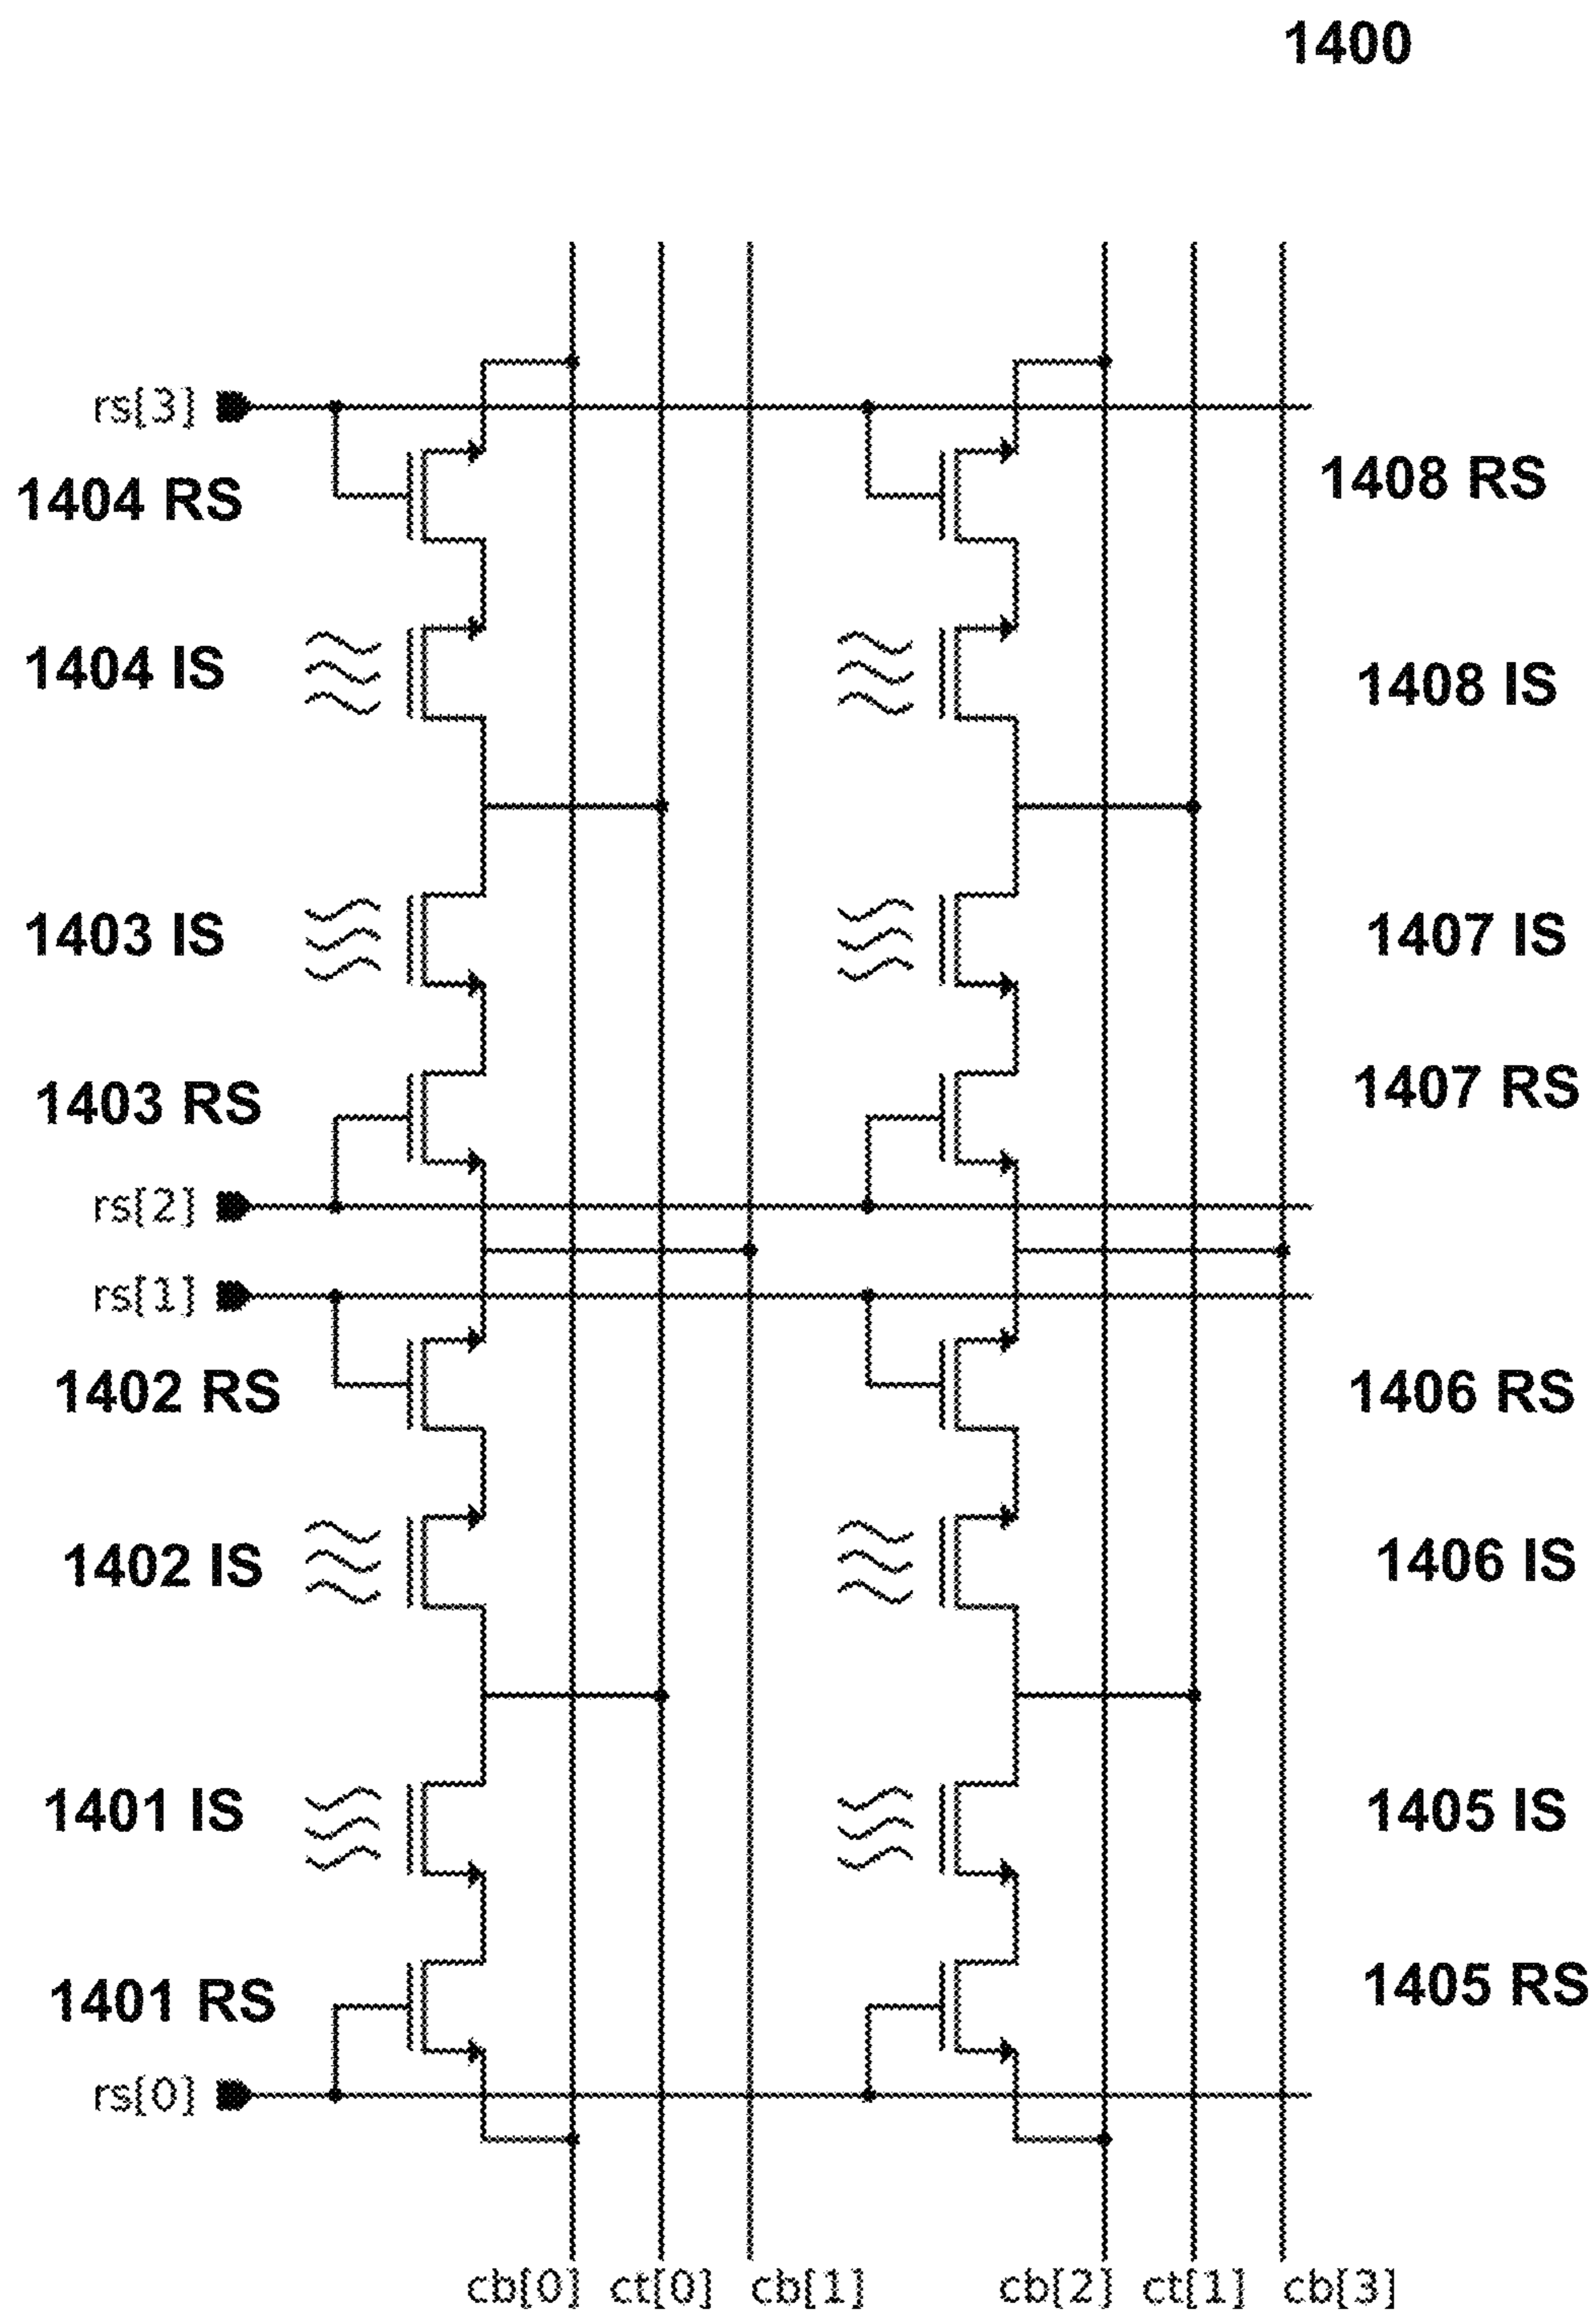 1400
rs[3]
1404 RS
1408 RS
1404 IS
1408 IS
1403 IS
1407 IS
1403 RS
1407 RS
rs[2]
rs[1]
1402 RS
1406 RS
1402 IS
1406 IS
1401 IS
1405 IS
1401 RS
1405 RS
rs[0]
cb[0] ct[0] cb[1] cb[2] ct[1] cb[3]